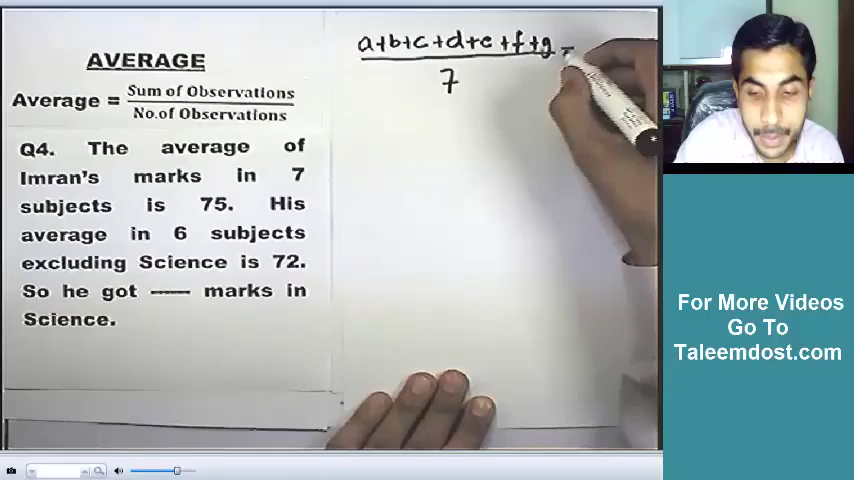 AVERAGE
Average = Sum of Observations
No.of Observations
Q4. The average of
Imran's marks in 7
subjects is 75. His
average in 6 subjects
excluding Science is 72.
So he got —— marks in
Science.
a+b+c+d+e+f+g =
7
For More Videos
Go To
Taleemdost.com